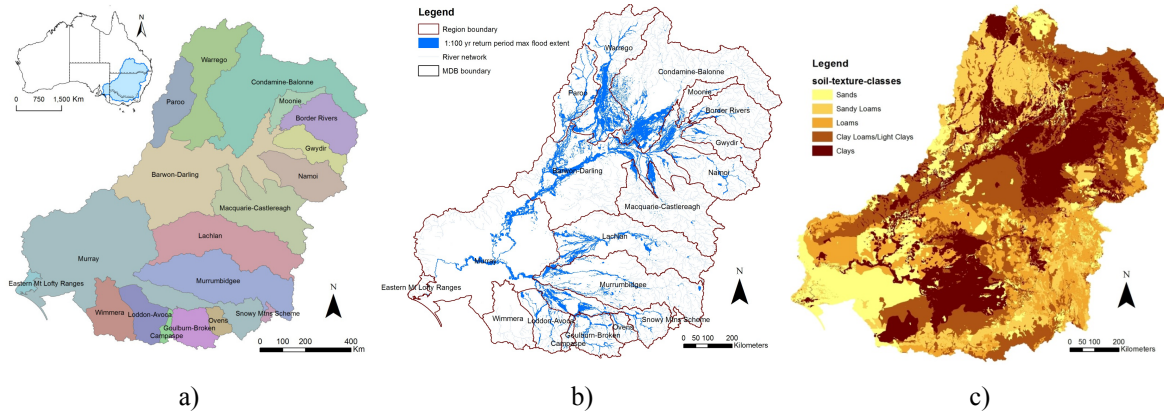 N
0 750 1,500 Km
Warrego
Condamine-Balonne
Paroo
Moonie
Border Rivers
Gwydir
Namoi
Barwon-Darling
Macquarie-Castlereagh
Lachlan
Murray
Murrumbidgee
Eastern Mt Lofty Ranges
Wimmera
Loddon-Avoca
Campaspe
Goulburn-Broken
Ovens
Snowy Mtns Scheme
N
0 100 200 400
Km
a)
Legend
Region boundary
1:100 yr return period max flood extent
River network
MDB boundary
Warrego
Condamine-Balonne
Paroo
Moonie
Border Rivers
Gwydir
Namoi
Barwon-Darling
Macquarie-Castlereagh
Lachlan
Murray
Murrumbidgee
Eastern Mt Lofty Ranges
Wimmera
Loddon-Avoca
Campaspe
Goulburn-Broken
Ovens
Snowy Mtns Scheme
N
0 50 100 200
Kilometers
b)
Legend
soil-texture-classes
Sands
Sandy Loams
Loams
Clay Loams/Light Clays
Clays
N
0 50 100 200
Kilometers
c)